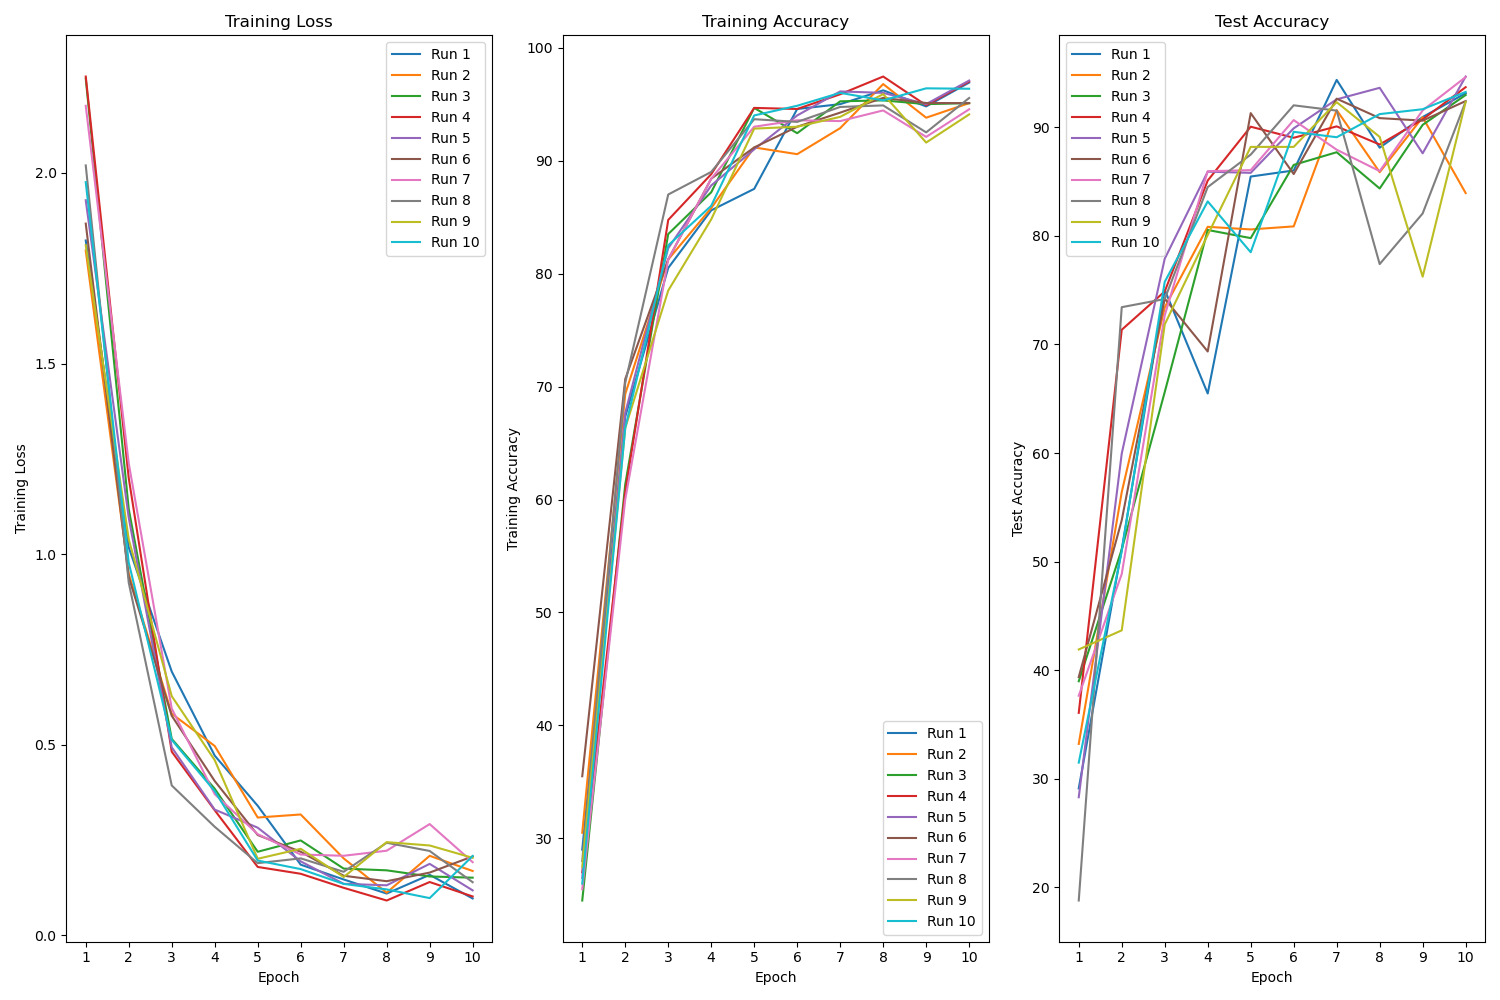 Training Loss
Training Loss
2.0
1.5
1.0
0.5
0.0
1 2 3 4 5 6 7 8 9 10
Epoch
Run 1
Run 2
Run 3
Run 4
Run 5
Run 6
Run 7
Run 8
Run 9
Run 10
Training Accuracy
Training Accuracy
100
90
80
70
60
50
40
30
1 2 3 4 5 6 7 8 9 10
Epoch
Run 1
Run 2
Run 3
Run 4
Run 5
Run 6
Run 7
Run 8
Run 9
Run 10
Test Accuracy
Test Accuracy
90
80
70
60
50
40
30
20
1 2 3 4 5 6 7 8 9 10
Epoch
Run 1
Run 2
Run 3
Run 4
Run 5
Run 6
Run 7
Run 8
Run 9
Run 10